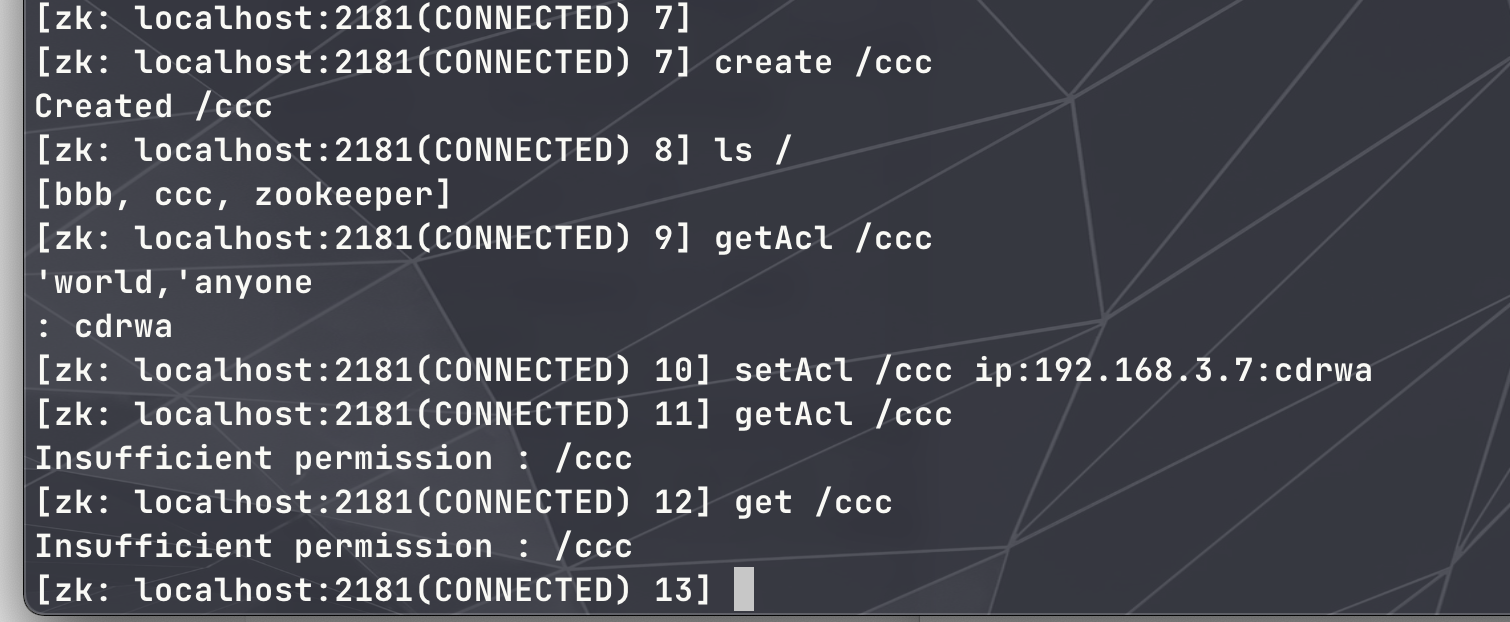 [zk: localhost:2181(CONNECTED) 7]
[zk: localhost:2181(CONNECTED) 7] create /ccc
Created /ccc
[zk: localhost:2181(CONNECTED) 8] ls /
[bbb, ccc, zookeeper]
[zk: localhost:2181(CONNECTED) 9] getAcl /ccc
'world,'anyone
: cdrwa
[zk: localhost:2181(CONNECTED) 10] setAcl /ccc ip:192.168.3.7:cdrwa
[zk: localhost:2181(CONNECTED) 11] getAcl /ccc
Insufficient permission : /ccc
[zk: localhost:2181(CONNECTED) 12] get /ccc
Insufficient permission : /ccc
[zk: localhost:2181(CONNECTED) 13]